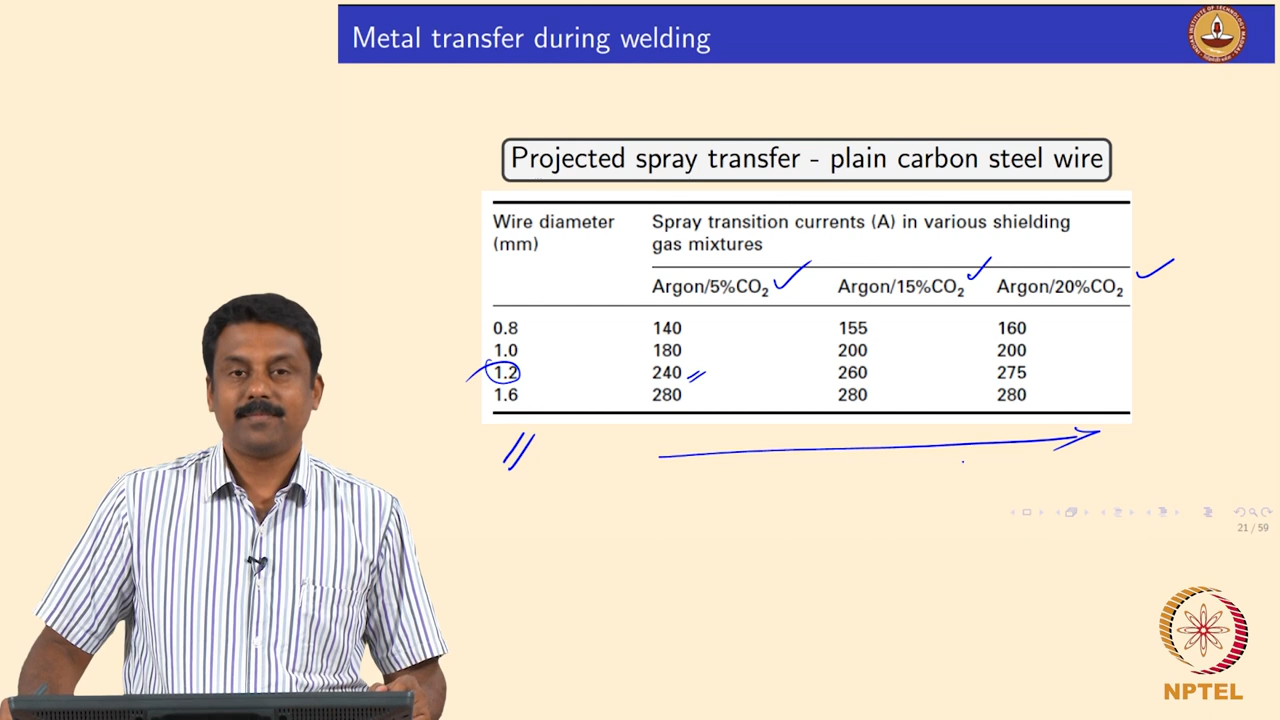 Metal transfer during welding
Projected spray transfer - plain carbon steel wire
Wire diameter (mm) Spray transition currents (A) in various shielding gas mixtures
Argon/5%CO₂ Argon/15%CO₂ Argon/20%CO₂
0.8 140 155 160
1.0 180 200 200
1.2 240 260 275
1.6 280 280 280
21 / 59
NPTEL